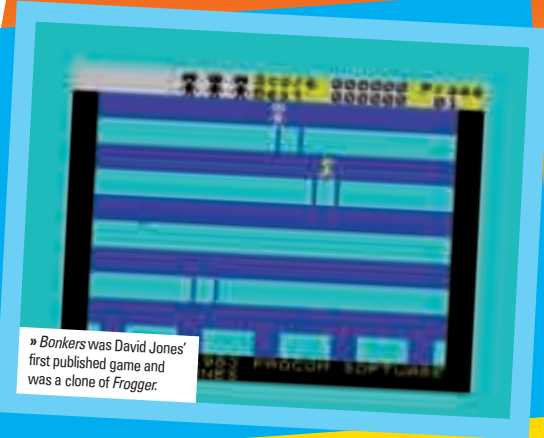 Score 000000 Phase
000000 01
» Bonkers was David Jones'
first published game and
was a clone of Frogger.
PROCOM SOFTWARE